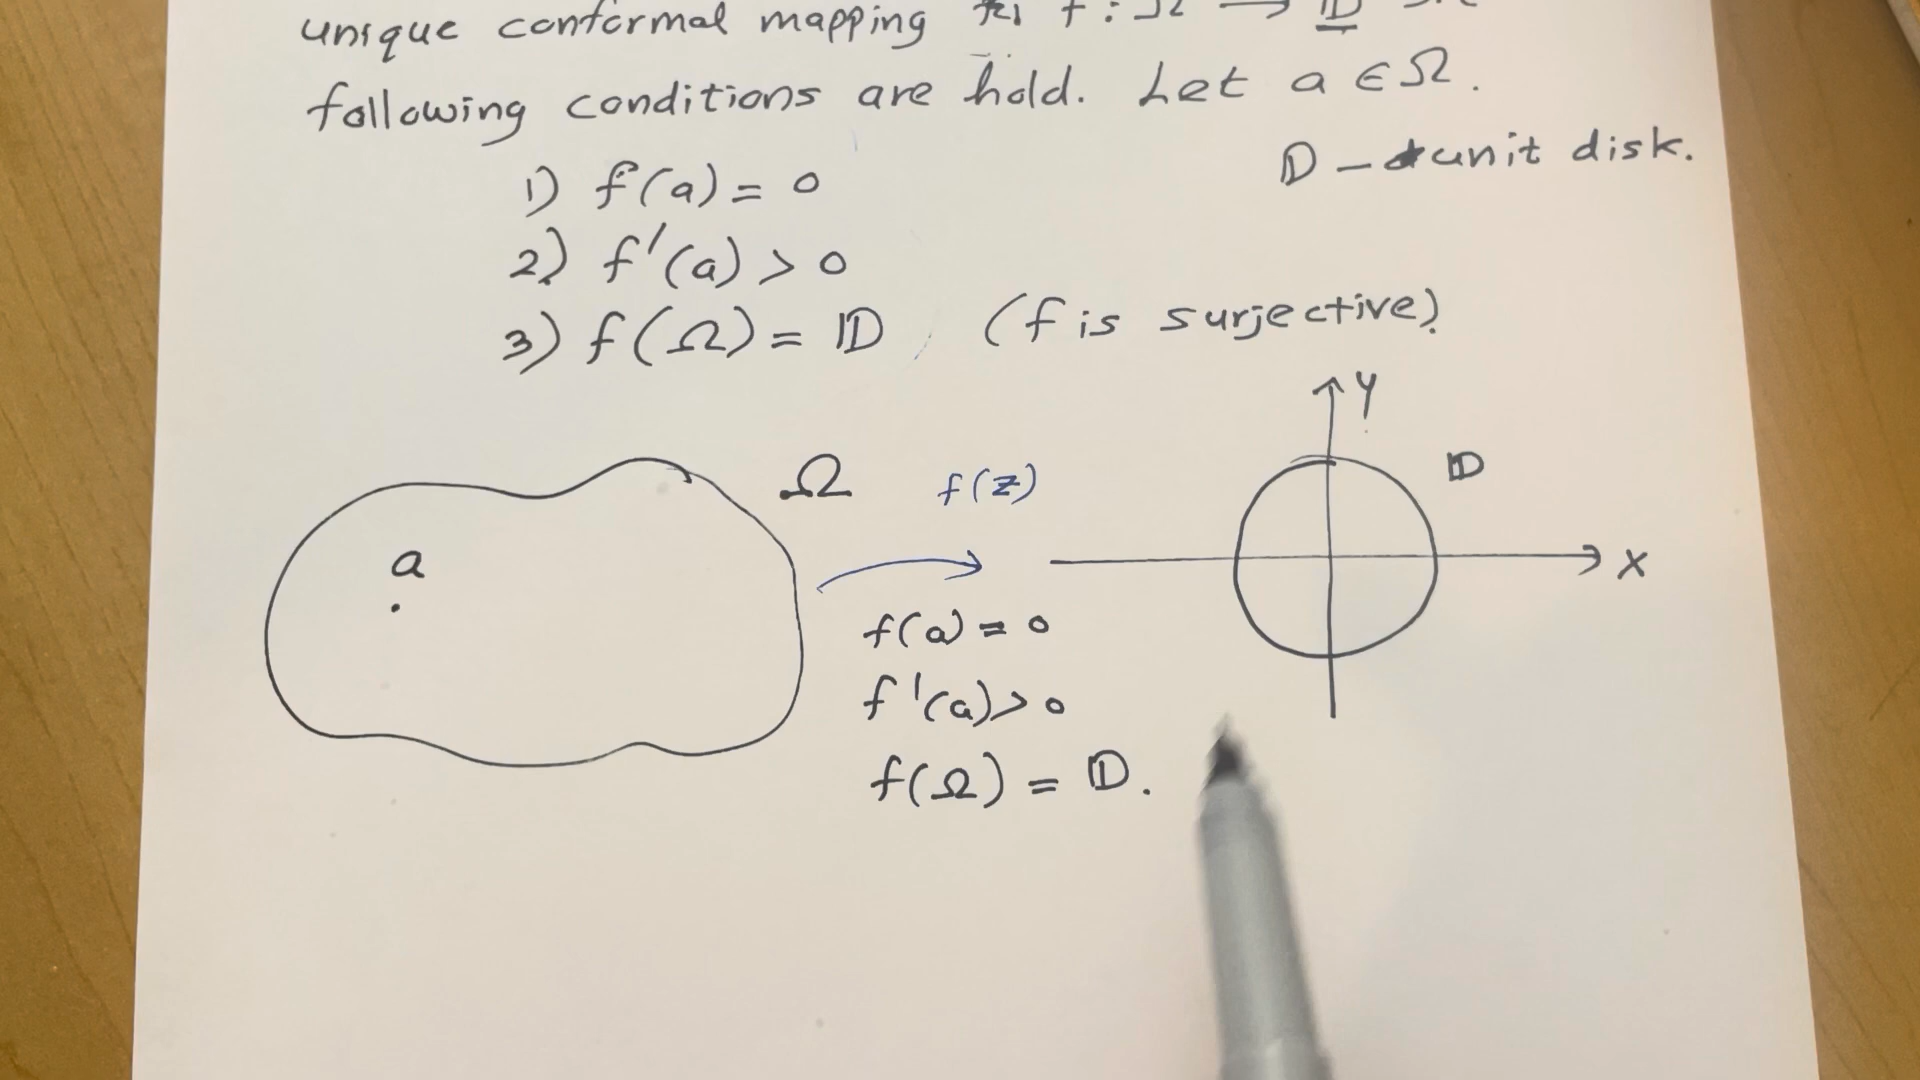 unique conformal mapping f : Ω → D
following conditions are hold. Let a ∈ Ω.
D - unit disk.
1) f(a) = 0
2) f'(a) > 0
3) f(Ω) = D (f is surjective)
Y
Ω f(z) D
a
X
f(a) = 0
f'(a) > 0
f(Ω) = D.